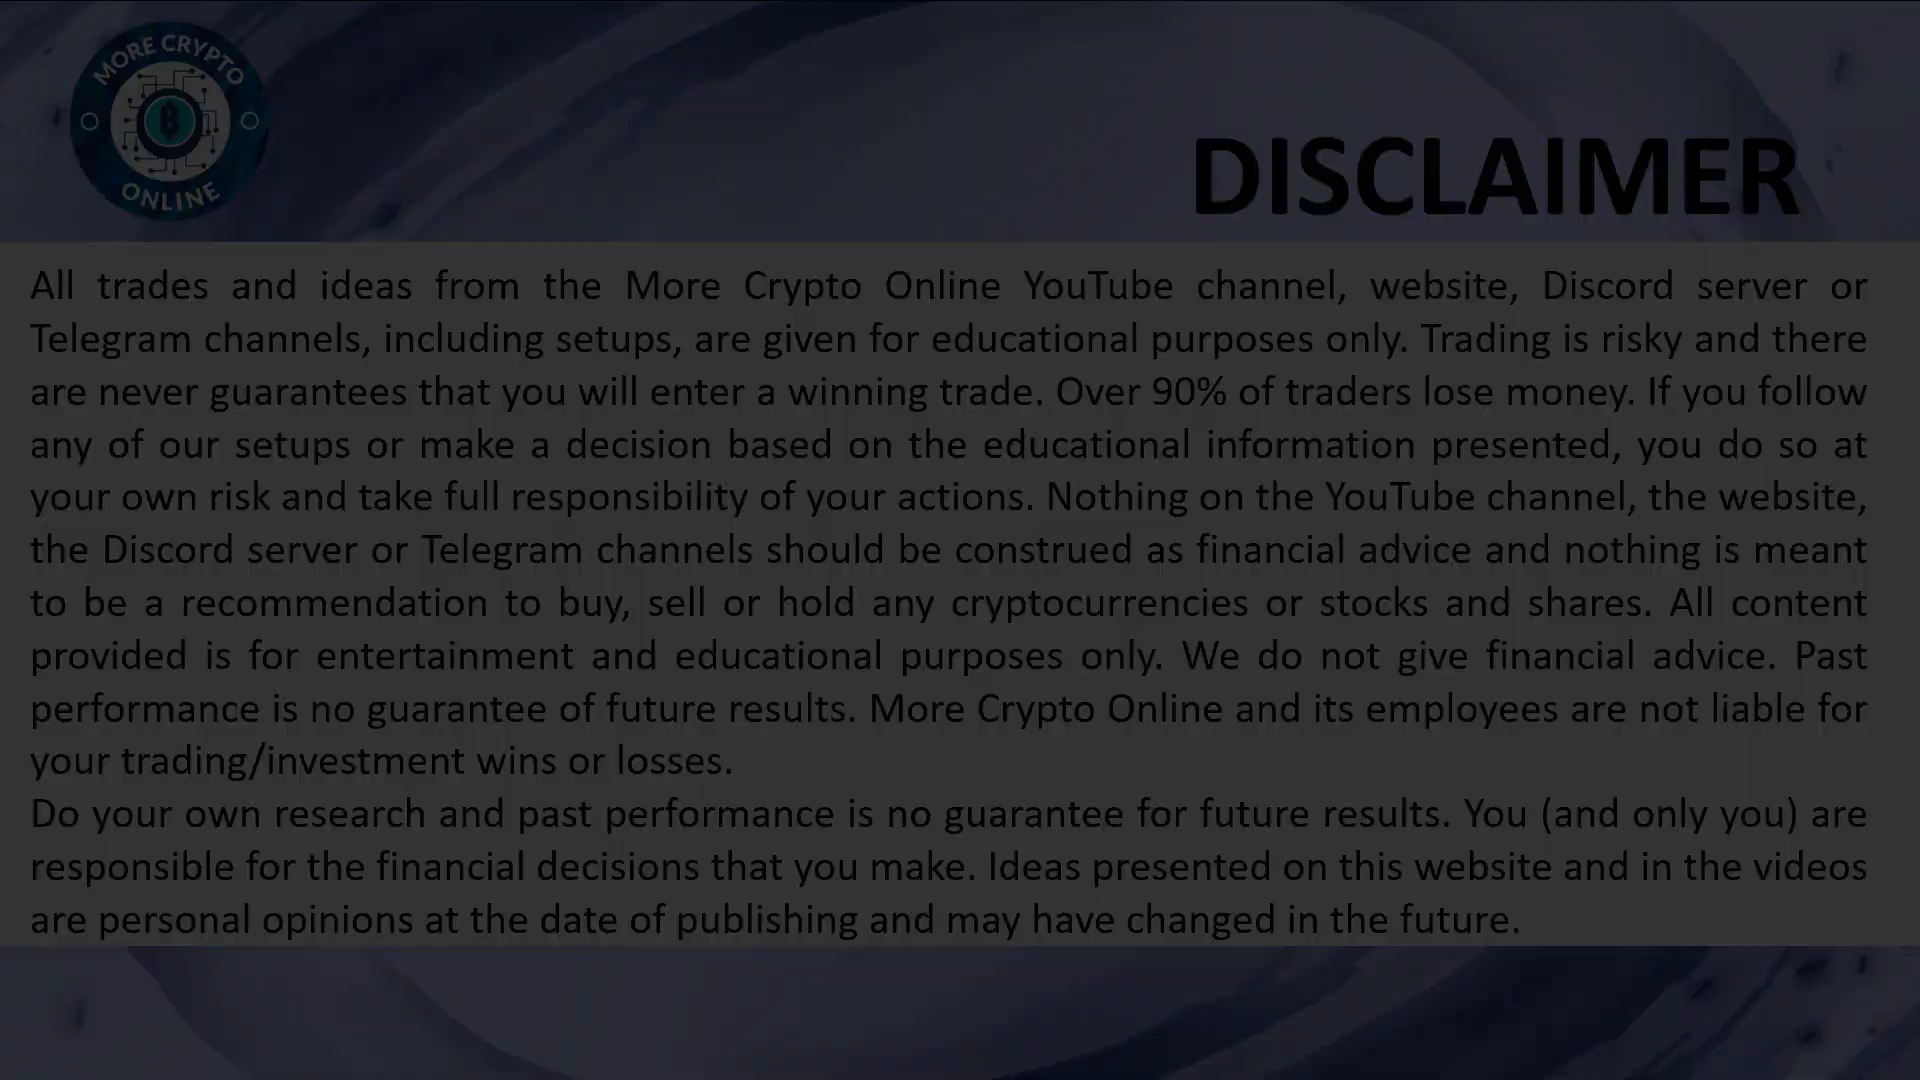 MORE CRYPTO
ONLINE
DISCLAIMER
All trades and ideas from the More Crypto Online YouTube channel, website, Discord server or
Telegram channels, including setups, are given for educational purposes only. Trading is risky and there
are never guarantees that you will enter a winning trade. Over 90% of traders lose money. If you follow
any of our setups or make a decision based on the educational information presented, you do so at
your own risk and take full responsibility of your actions. Nothing on the YouTube channel, the website,
the Discord server or Telegram channels should be construed as financial advice and nothing is meant
to be a recommendation to buy, sell or hold any cryptocurrencies or stocks and shares. All content
provided is for entertainment and educational purposes only. We do not give financial advice. Past
performance is no guarantee of future results. More Crypto Online and its employees are not liable for
your trading/investment wins or losses.
Do your own research and past performance is no guarantee for future results. You (and only you) are
responsible for the financial decisions that you make. Ideas presented on this website and in the videos
are personal opinions at the date of publishing and may have changed in the future.